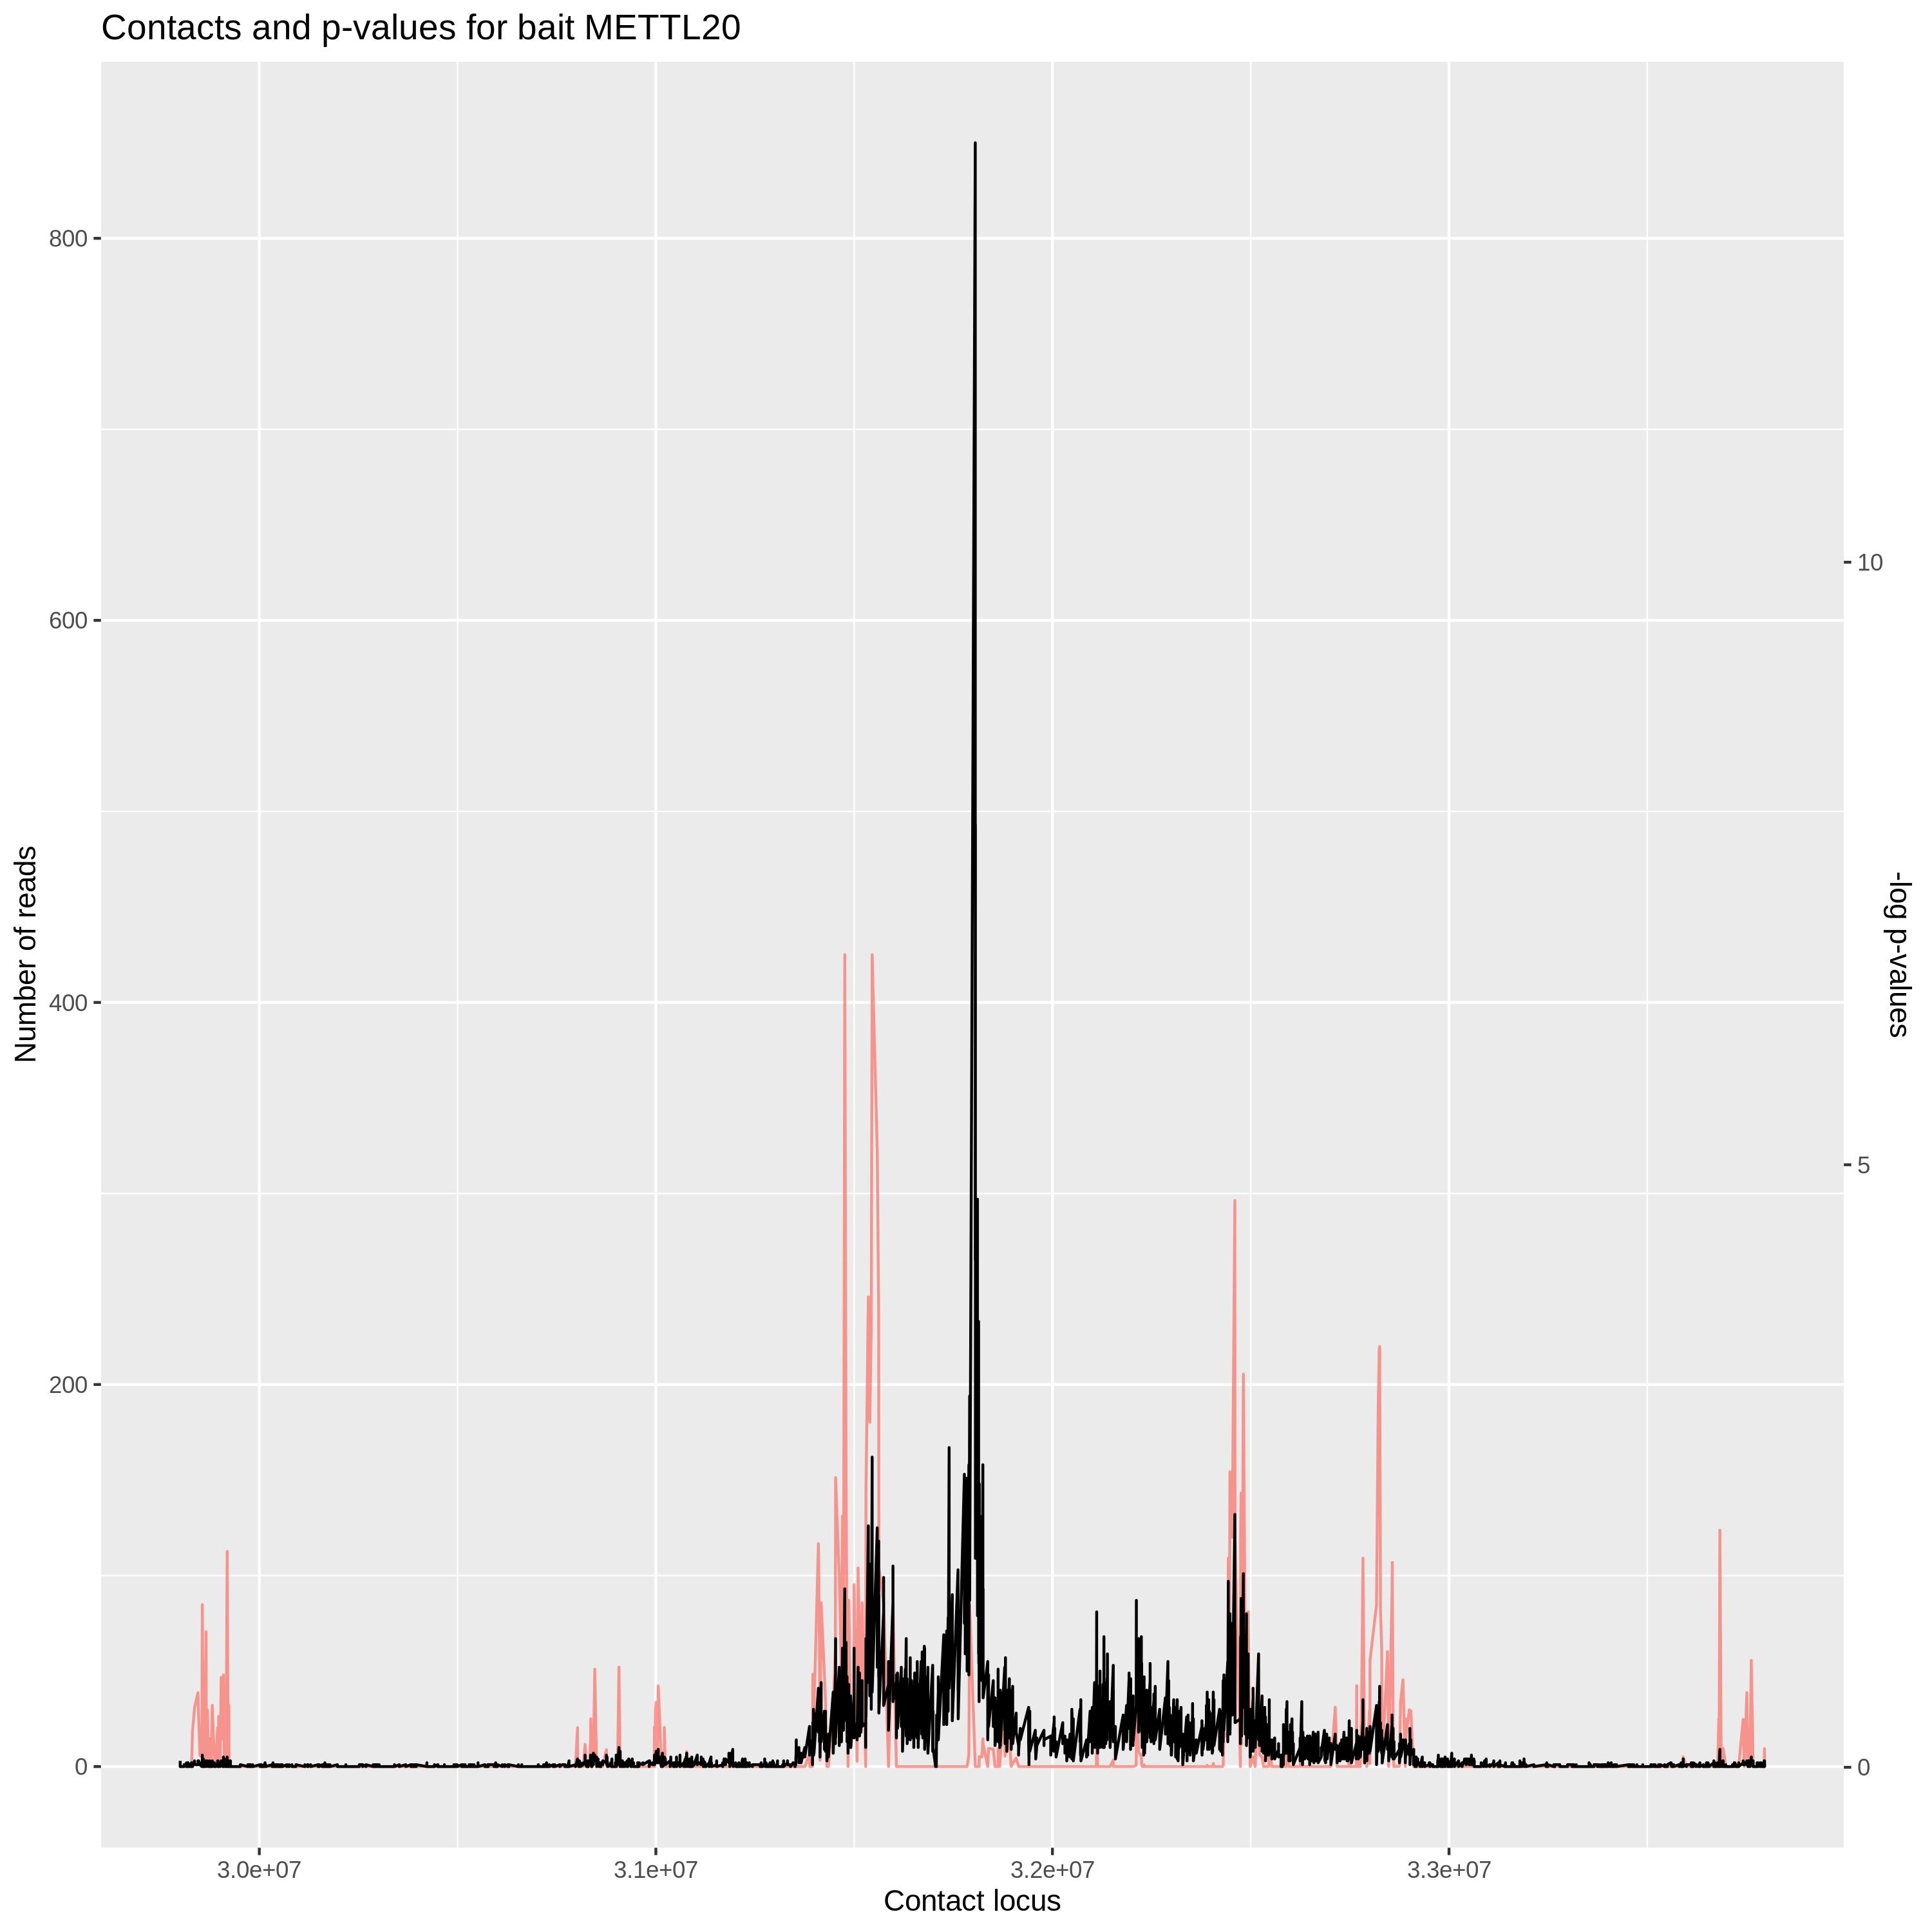 Contacts and p-values for bait METTL20
800
600
400
200
0
Number of reads
10
5
0
-log p-values
3.0e+07
3.1e+07
3.2e+07
3.3e+07
Contact locus